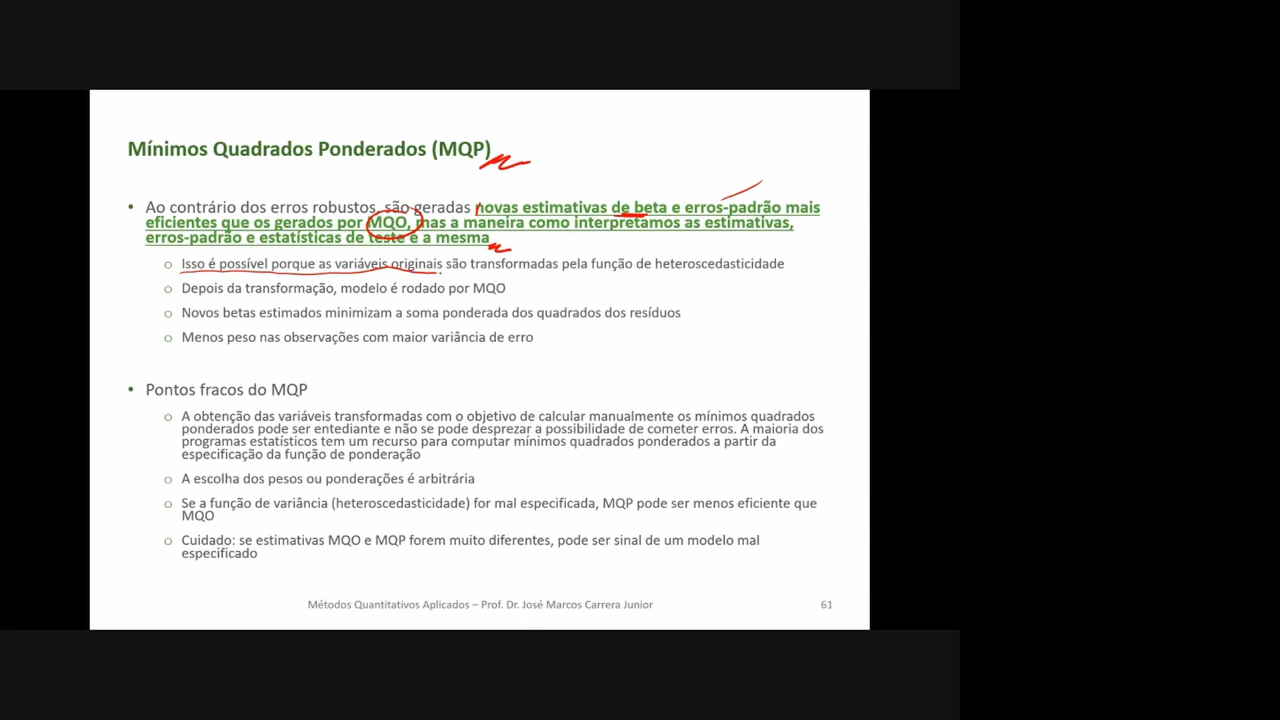 Mínimos Quadrados Ponderados (MQP)
• Ao contrário dos erros robustos, são geradas novas estimativas de beta e erros-padrão mais
eficientes que os gerados por MQO, mas a maneira como interpretamos as estimativas,
erros-padrão e estatísticas de teste é a mesma
o Isso é possível porque as variáveis originais são transformadas pela função de heteroscedasticidade
o Depois da transformação, modelo é rodado por MQO
o Novos betas estimados minimizam a soma ponderada dos quadrados dos resíduos
o Menos peso nas observações com maior variância de erro
• Pontos fracos do MQP
o A obtenção das variáveis transformadas com o objetivo de calcular manualmente os mínimos quadrados
ponderados pode ser entediante e não se pode desprezar a possibilidade de cometer erros. A maioria dos
programas estatísticos tem um recurso para computar mínimos quadrados ponderados a partir da
especificação da função de ponderação
o A escolha dos pesos ou ponderações é arbitrária
o Se a função de variância (heteroscedasticidade) for mal especificada, MQP pode ser menos eficiente que
MQO
o Cuidado: se estimativas MQO e MQP forem muito diferentes, pode ser sinal de um modelo mal
especificado
Métodos Quantitativos Aplicados – Prof. Dr. José Marcos Carrera Junior 61